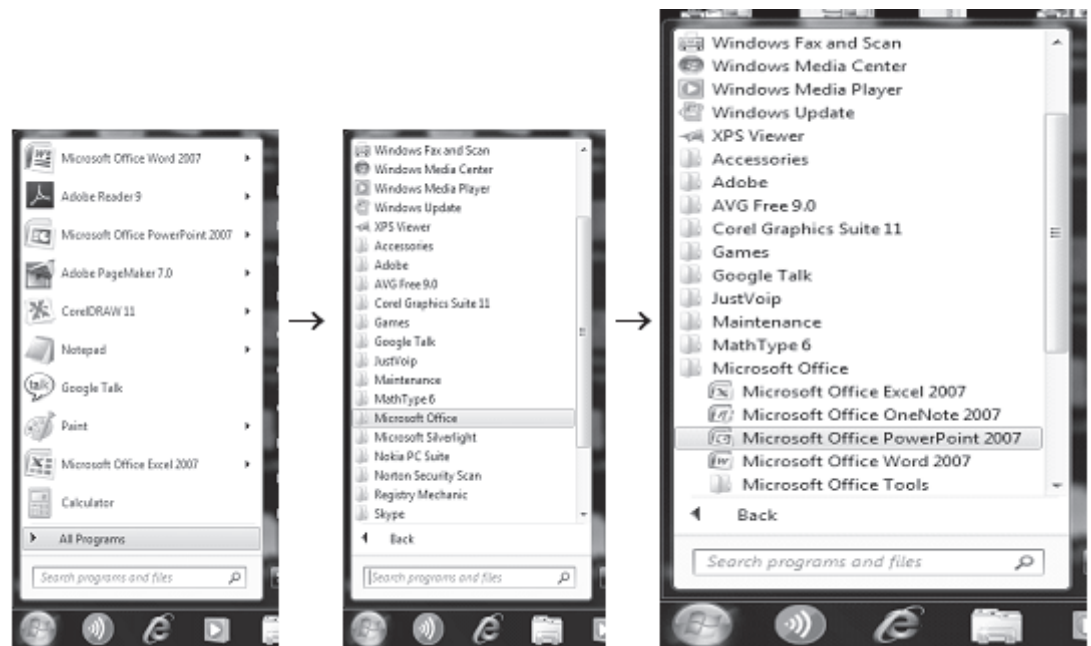 Microsoft Office Word 2007
Adobe Reader 9
Microsoft Office PowerPoint 2007
Adobe PageMaker 7.0
CorelDRAW 11
Notepad
talk
Google Talk
Paint
Microsoft Office Excel 2007
Calculator
All Programs
Search programs and files
→
Windows Fax and Scan
Windows Media Center
Windows Media Player
Windows Update
XPS Viewer
Accessories
Adobe
AVG Free 9.0
Corel Graphics Suite 11
Games
Google Talk
JustVoip
Maintenance
MathType 6
Microsoft Office
Microsoft Silverlight
Nokia PC Suite
Norton Security Scan
Registry Mechanic
Skype
Back
Search programs and files
→
Windows Fax and Scan
Windows Media Center
Windows Media Player
Windows Update
XPS Viewer
Accessories
Adobe
AVG Free 9.0
Corel Graphics Suite 11
Games
Google Talk
JustVoip
Maintenance
MathType 6
Microsoft Office
Microsoft Office Excel 2007
Microsoft Office OneNote 2007
Microsoft Office PowerPoint 2007
Microsoft Office Word 2007
Microsoft Office Tools
Back
Search programs and files